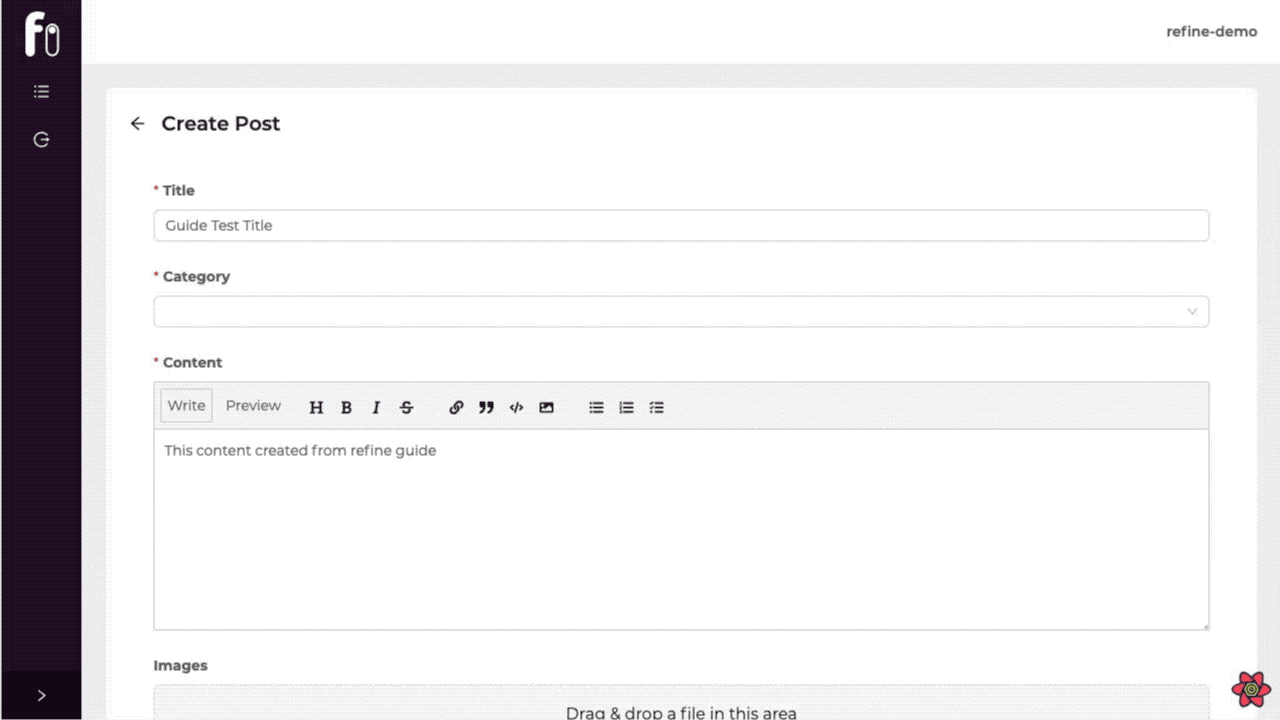 refine-demo
Create Post
* Title
Guide Test Title
* Category
* Content
Write Preview H B I S
This content created from refine guide
Images
Drag & drop a file in this area